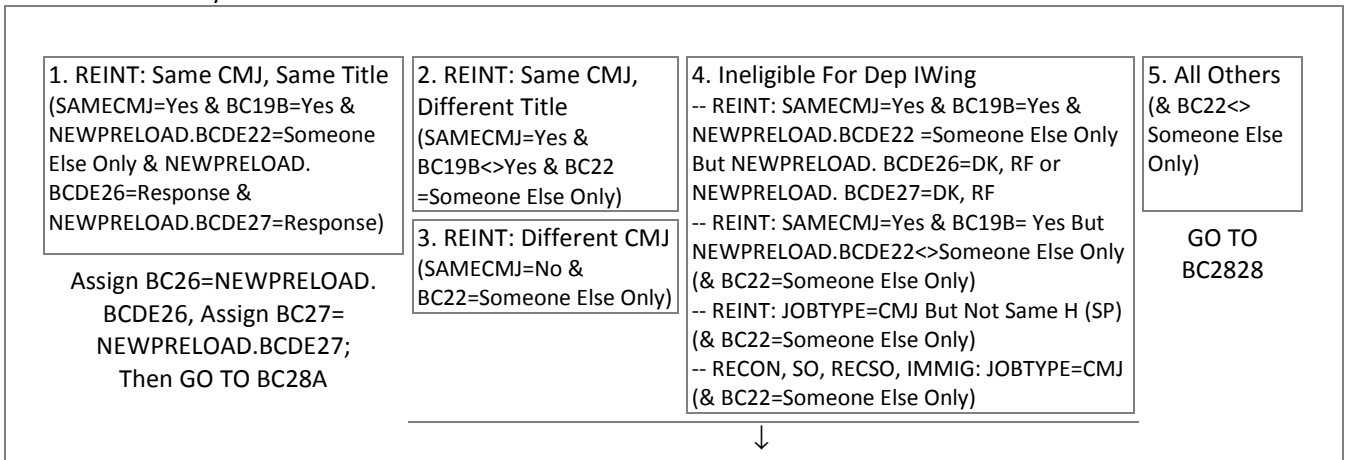 1. REINT: Same CMJ, Same Title
(SAMECMJ=Yes & BC19B=Yes &
NEWPRELOAD.BCDE22=Someone
Else Only & NEWPRELOAD.
BCDE26=Response &
NEWPRELOAD.BCDE27=Response)
Assign BC26=NEWPRELOAD.
BCDE26, Assign BC27=
NEWPRELOAD.BCDE27;
Then GO TO BC28A
2. REINT: Same CMJ,
Different Title
(SAMECMJ=Yes &
BC19B<>Yes & BC22
=Someone Else Only)
3. REINT: Different CMJ
(SAMECMJ=No &
BC22=Someone Else Only)
4. Ineligible For Dep IWing
-- REINT: SAMECMJ=Yes & BC19B=Yes &
NEWPRELOAD.BCDE22 =Someone Else Only
But NEWPRELOAD. BCDE26=DK, RF or
NEWPRELOAD. BCDE27=DK, RF
-- REINT: SAMECMJ=Yes & BC19B= Yes But
NEWPRELOAD.BCDE22<>Someone Else Only
(& BC22=Someone Else Only)
-- REINT: JOBTYPE=CMJ But Not Same H (SP)
(& BC22=Someone Else Only)
-- RECON, SO, RECSO, IMMIG: JOBTYPE=CMJ
(& BC22=Someone Else Only)
5. All Others
(& BC22<>
Someone Else
Only)
GO TO
BC2828
↓